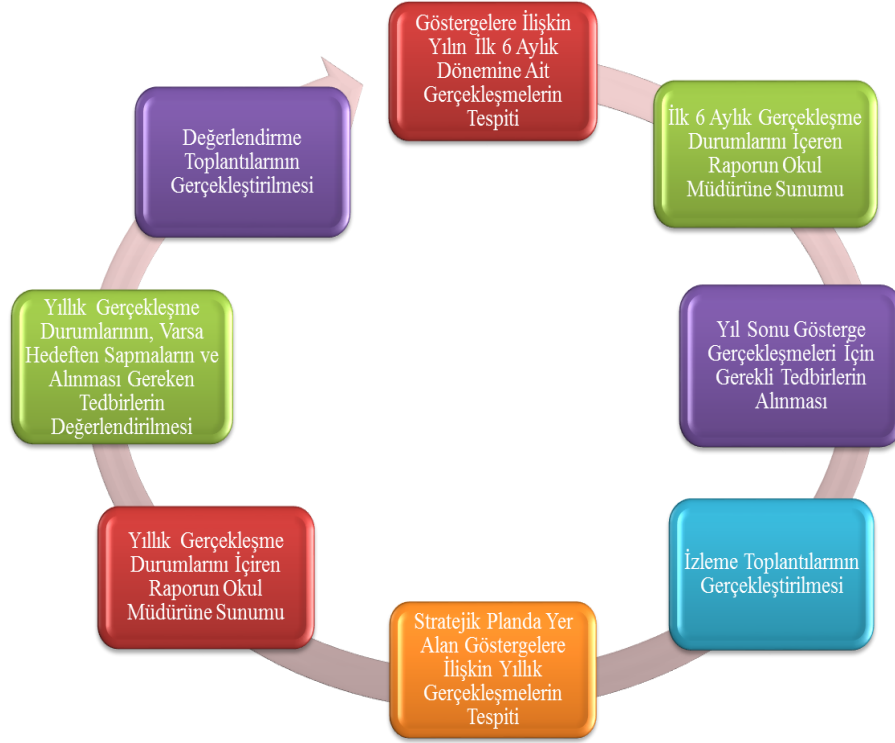 Göstergelere İlişkin
Yılın İlk 6 Aylık
Dönemine Ait
Gerçekleşmelerin
Tespiti
İlk 6 Aylık Gerçekleşme
Durumlarını İçeren
Raporun Okul
Müdürüne Sunumu
Yıl Sonu Gösterge
Gerçekleşmeleri İçin
Gerekli Tedbirlerin
Alınması
İzleme Toplantılarının
Gerçekleştirilmesi
Stratejik Planda Yer
Alan Göstergelere
İlişkin Yıllık
Gerçekleşmelerin
Tespiti
Yıllık Gerçekleşme
Durumlarını İçiren
Raporun Okul
Müdürüne Sunumu
Yıllık Gerçekleşme
Durumlarının, Varsa
Hedeften Sapmaların ve
Alınması Gereken
Tedbirlerin
Değerlendirilmesi
Değerlendirme
Toplantılarının
Gerçekleştirilmesi